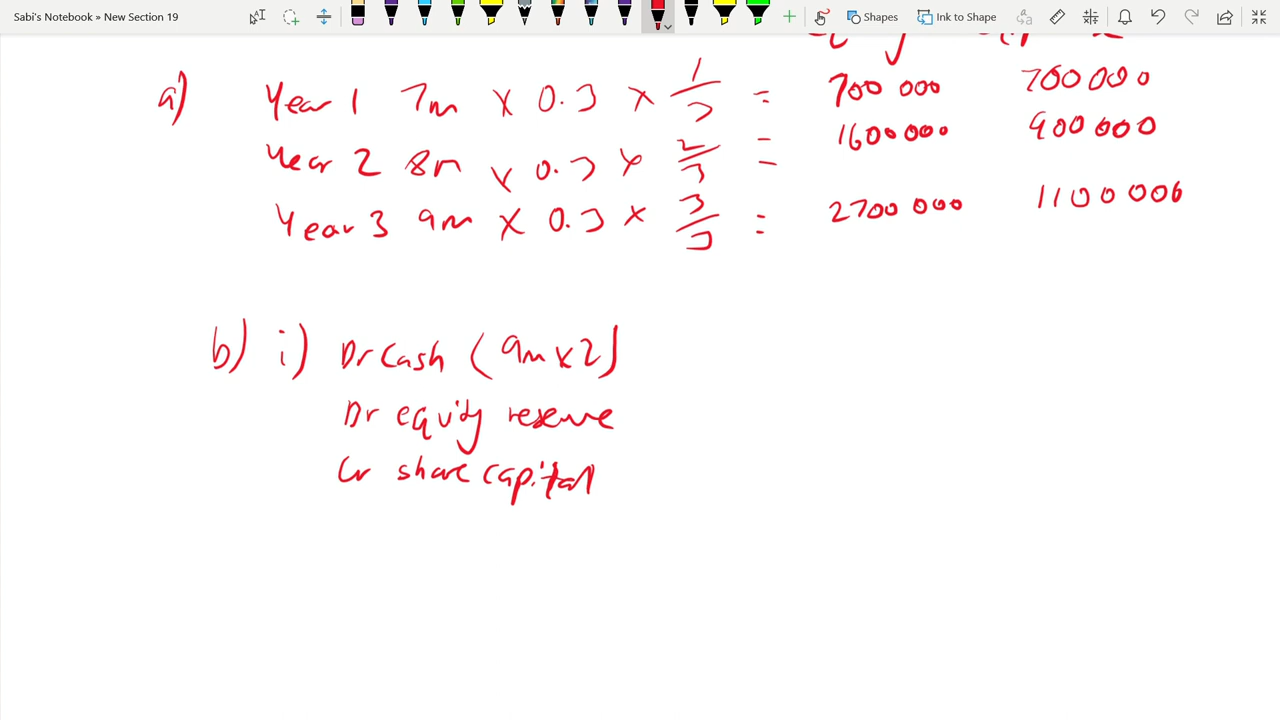 Sabi's Notebook » New Section 19
Shapes
Ink to Shape
a) Year 1 7m x 0.3 x 1/3 = 700 000 700 000
Year 2 8m x 0.3 x 2/3 = 1600 000 900 000
Year 3 9m x 0.3 x 3/3 = 2700 000 1100 000
b) i) Dr Cash (9m x 2)
Dr equity reserve
Cr share capital